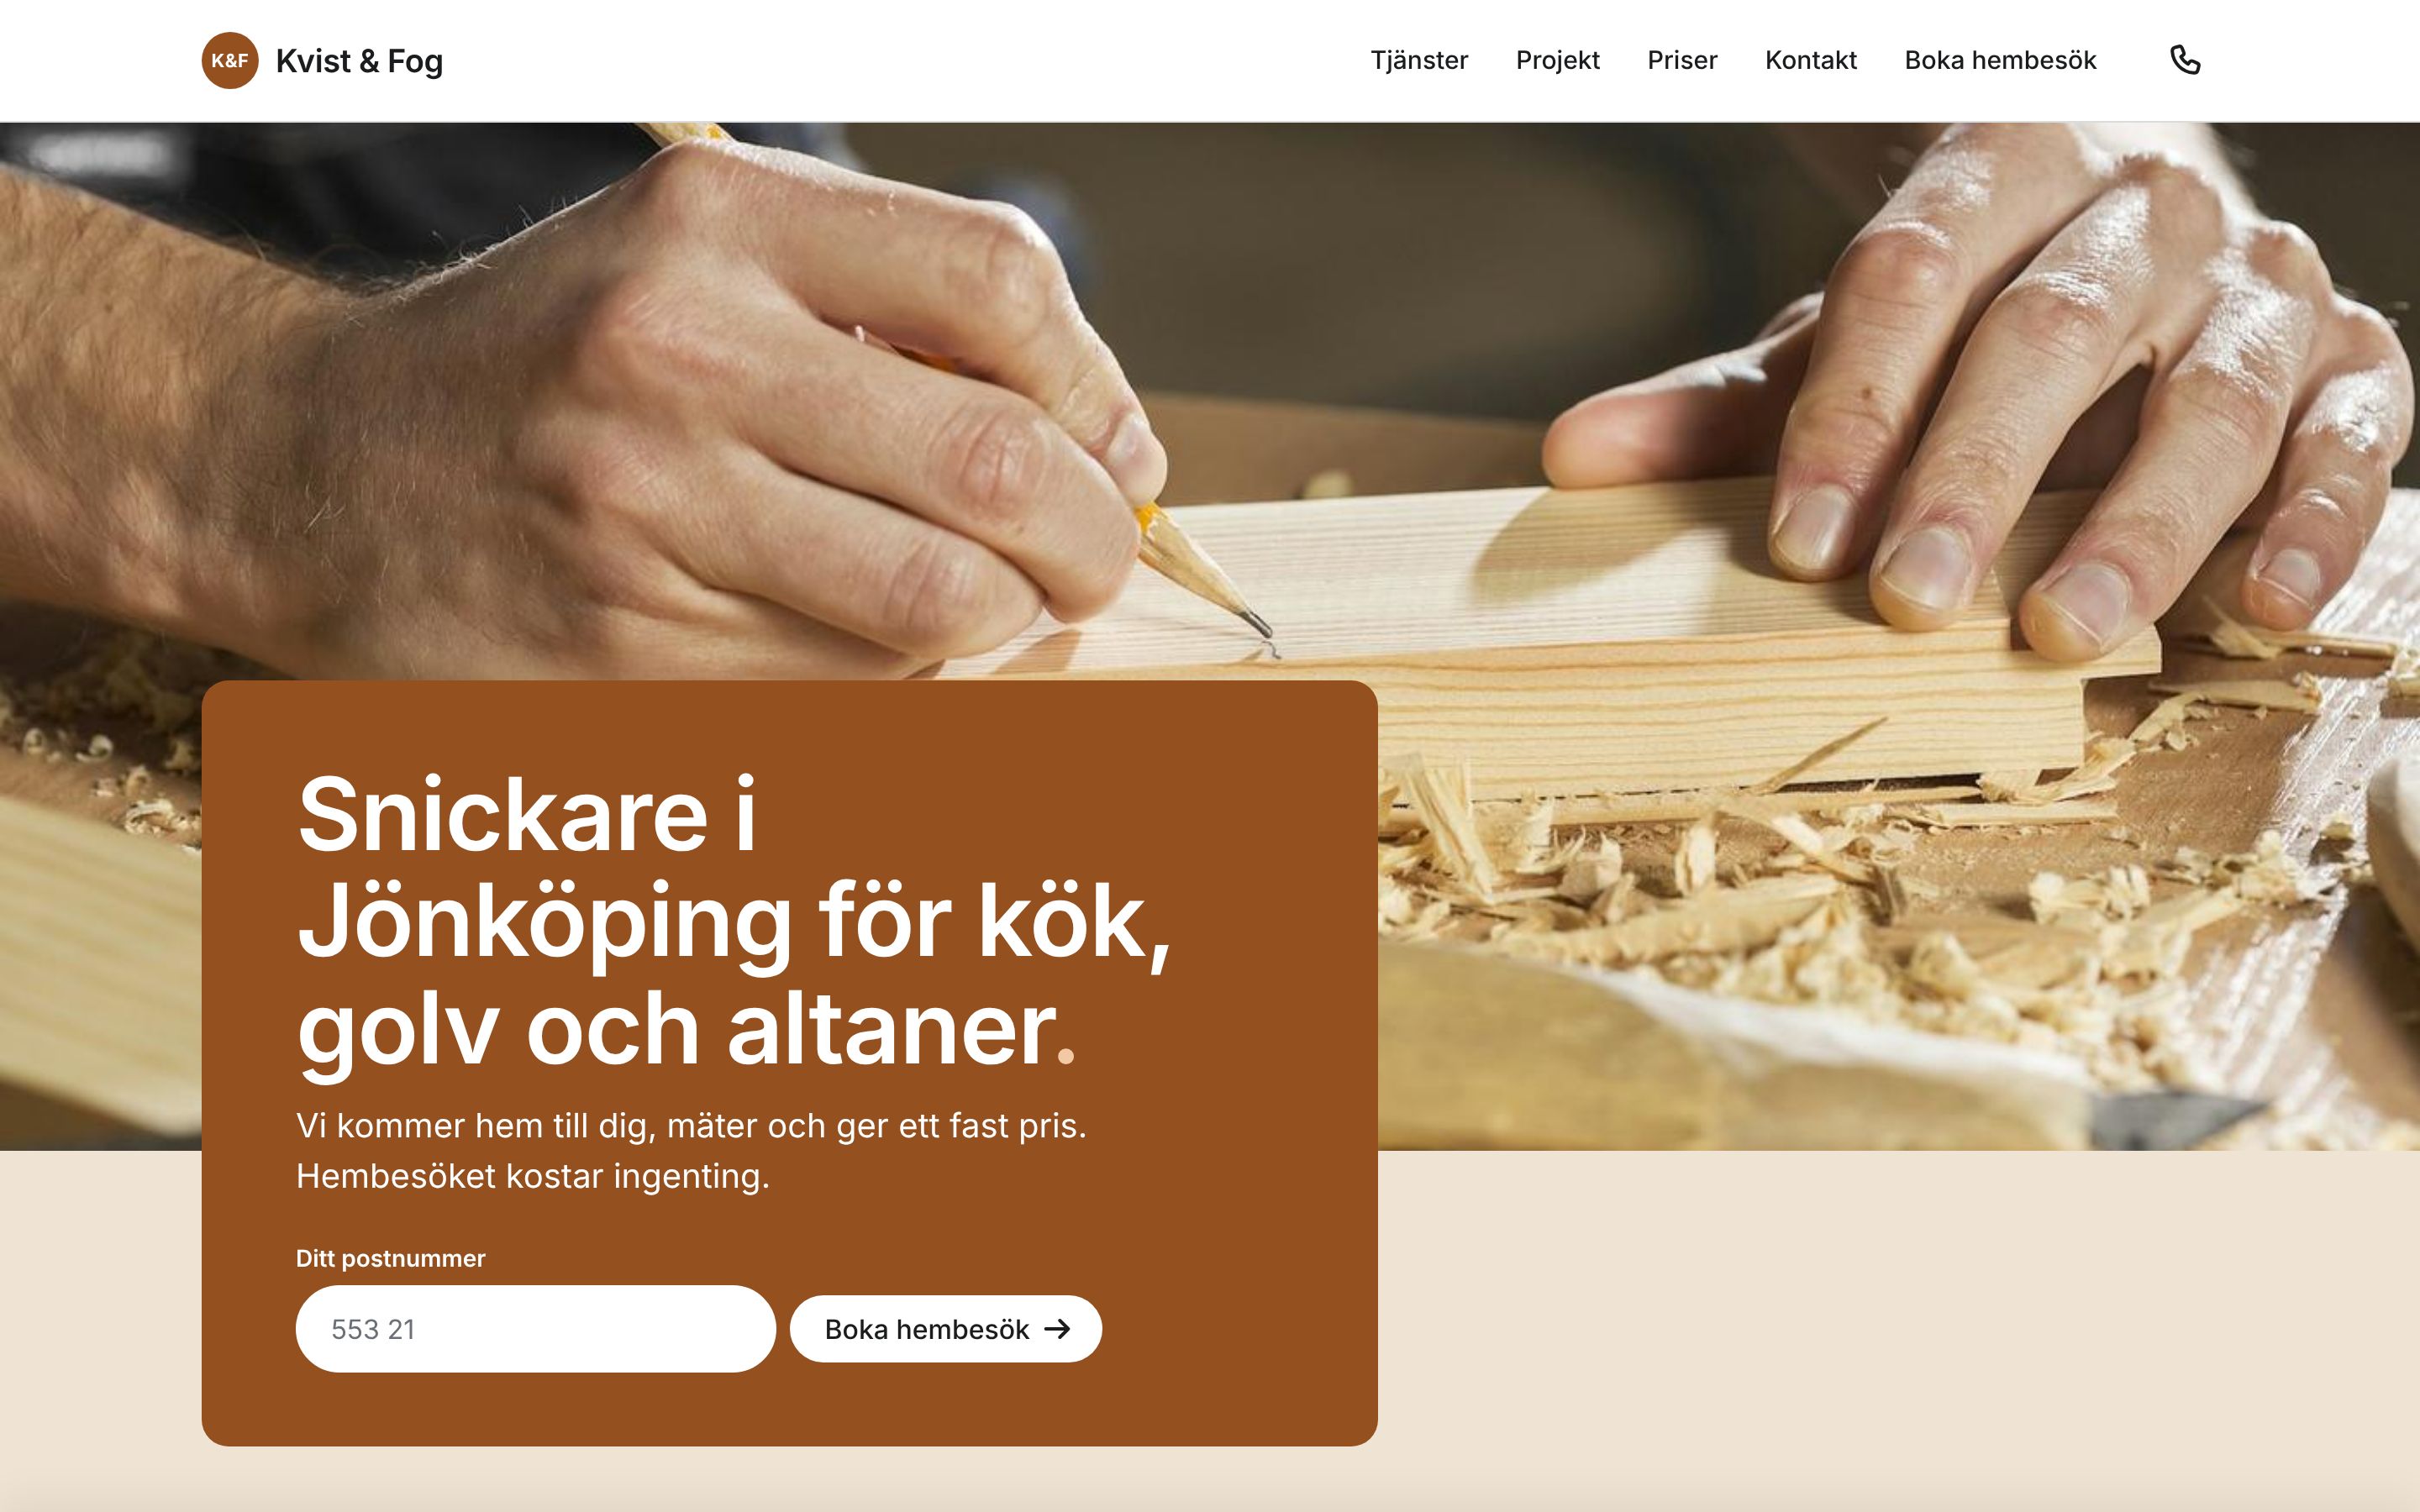 K&F
Kvist & Fog
Tjänster
Projekt
Priser
Kontakt
Boka hembesök
Snickare i
Jönköping för kök,
golv och altaner.
Vi kommer hem till dig, mäter och ger ett fast pris.
Hembesöket kostar ingenting.
Ditt postnummer
553 21
Boka hembesök